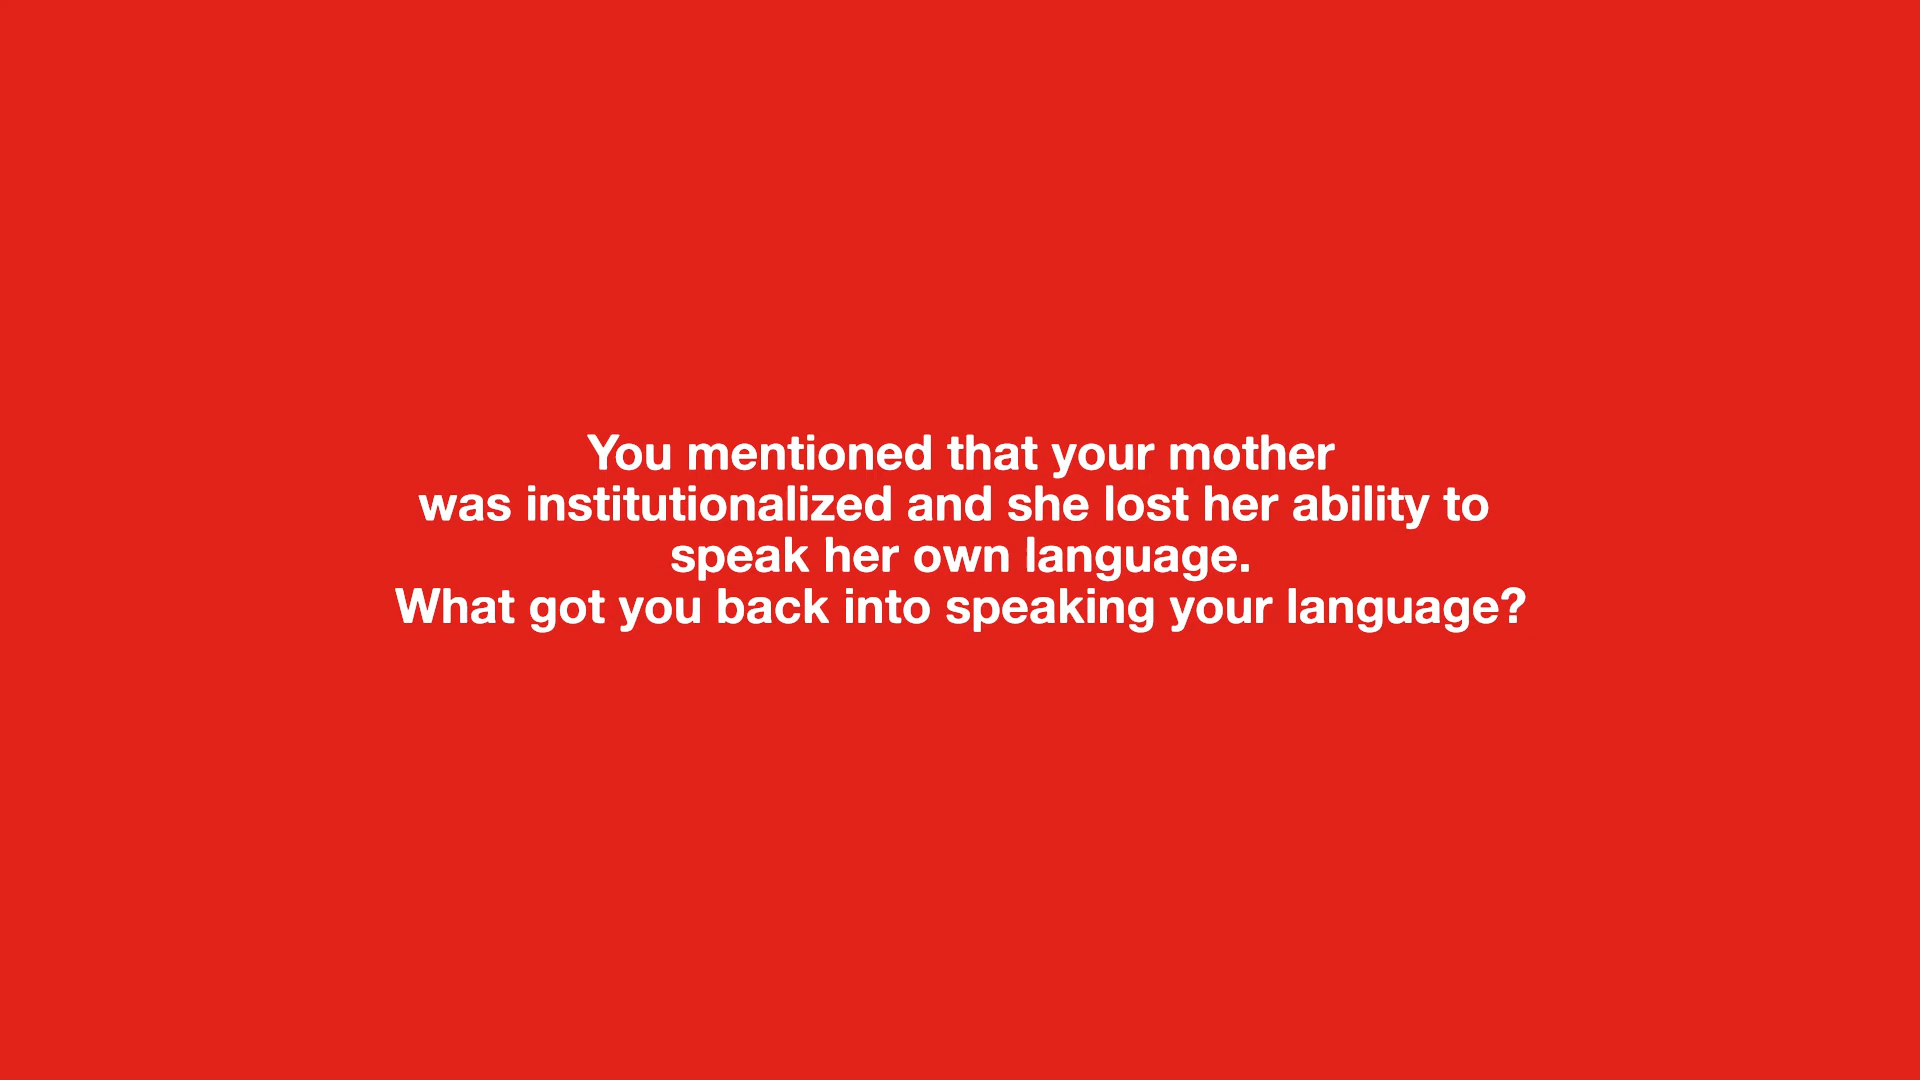 You mentioned that your mother
was institutionalized and she lost her ability to
speak her own language.
What got you back into speaking your language?